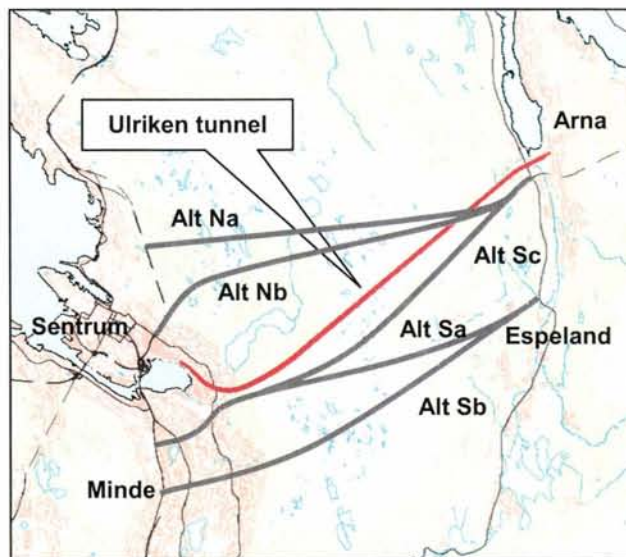 Ulriken tunnel
Arna
Alt Na
Alt Nb
Alt Sc
Sentrum
Alt Sa
Espeland
Alt Sb
Minde